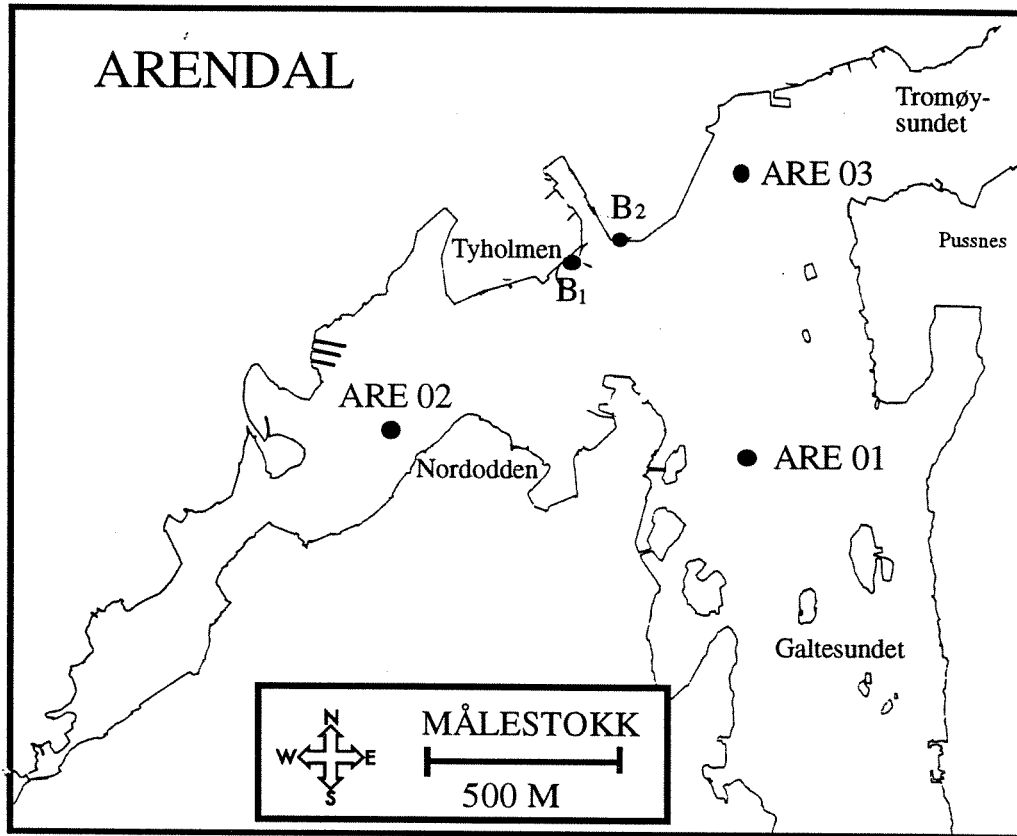 ARENDAL
Tromøy-
sundet
ARE 03
B2
Tyholmen
Pussnes
B1
ARE 02
Nordodden
ARE 01
Galtesundet
N
W E
S
MÅLESTOKK
500 M